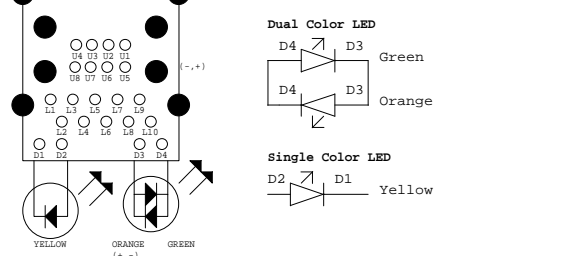 U4 U3 U2 U1
U8 U7 U6 U5
(-,+)
L1 L3 L5 L7 L9
L2 L4 L6 L8 L10
D1 D2 D3 D4
YELLOW
ORANGE
GREEN
(+ -)
Dual Color LED
D4 D3
Green
D4 D3
Orange
Single Color LED
D2 D1
Yellow